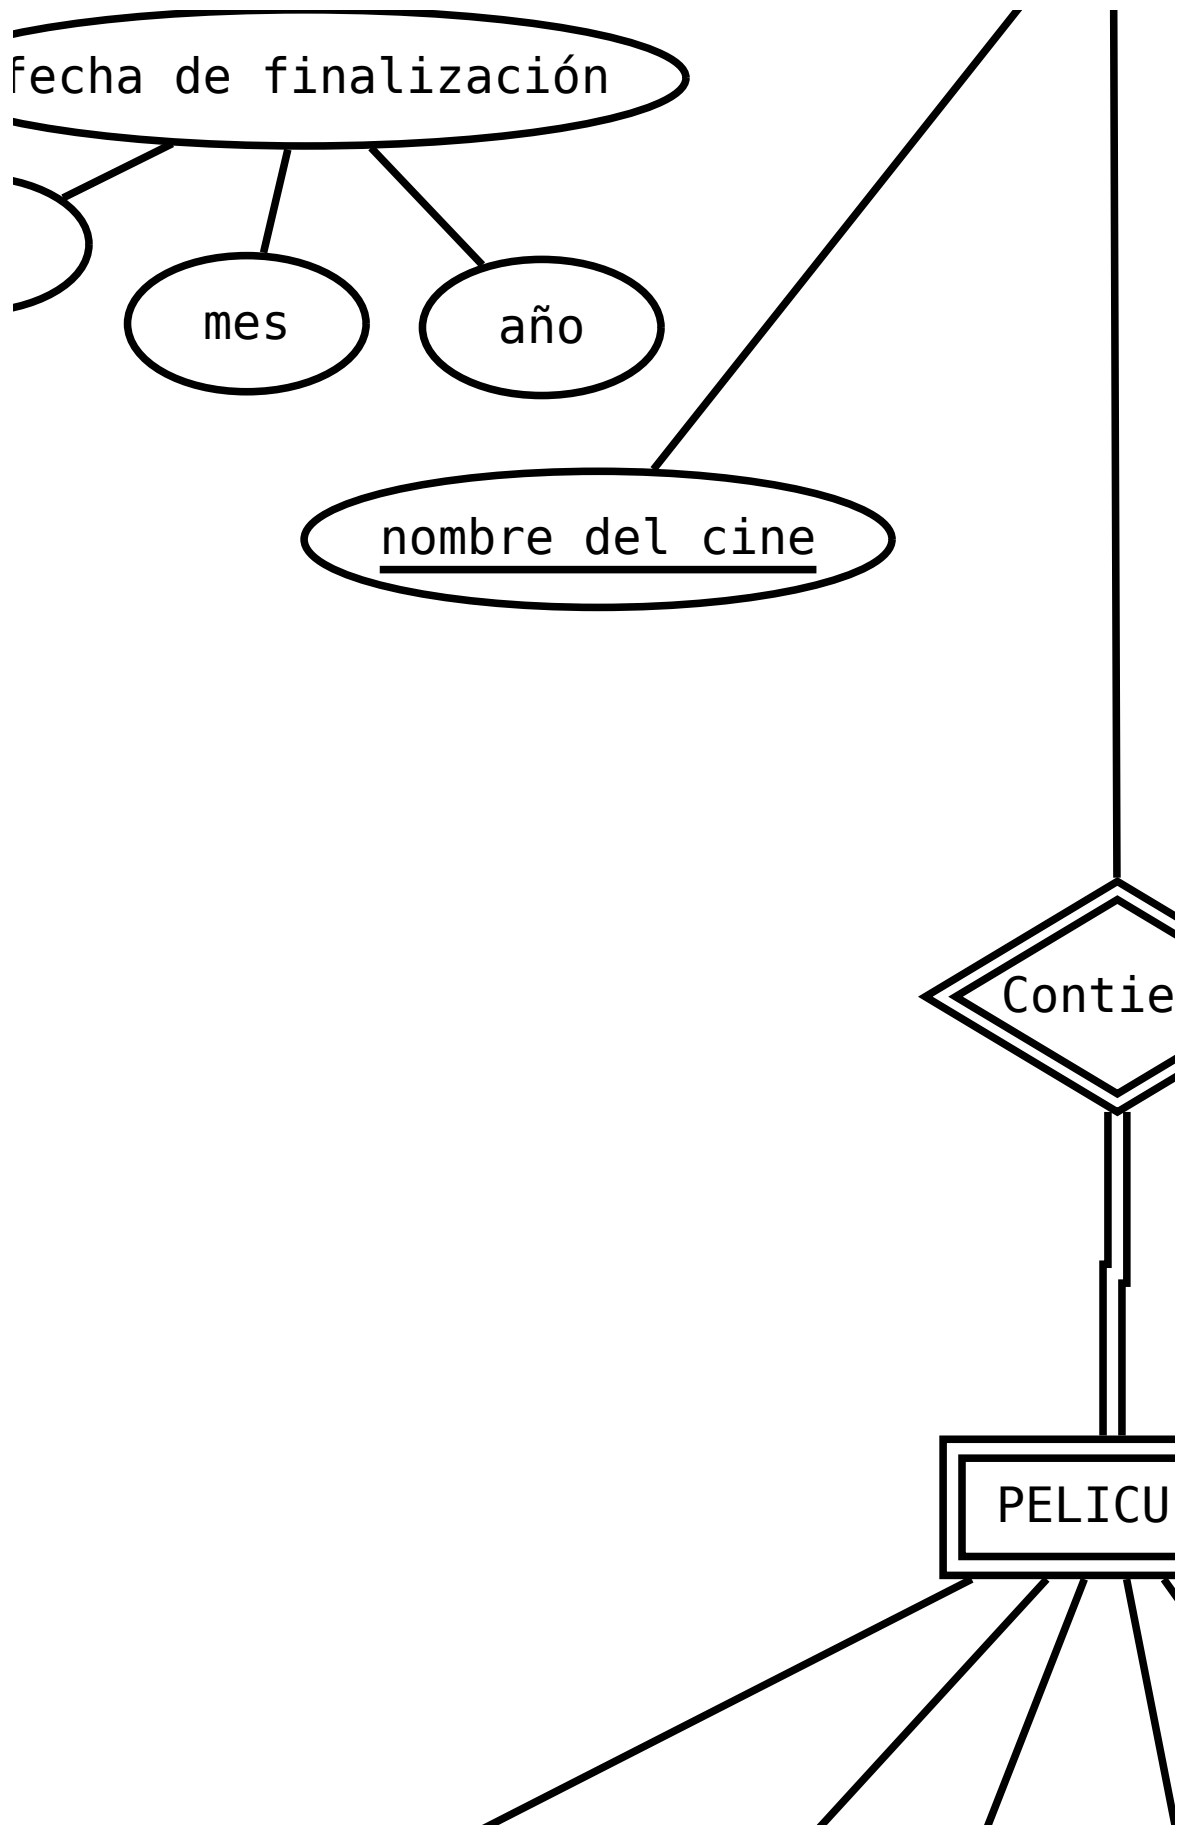 fecha de finalización
mes
año
nombre del cine
Contie
PELICU